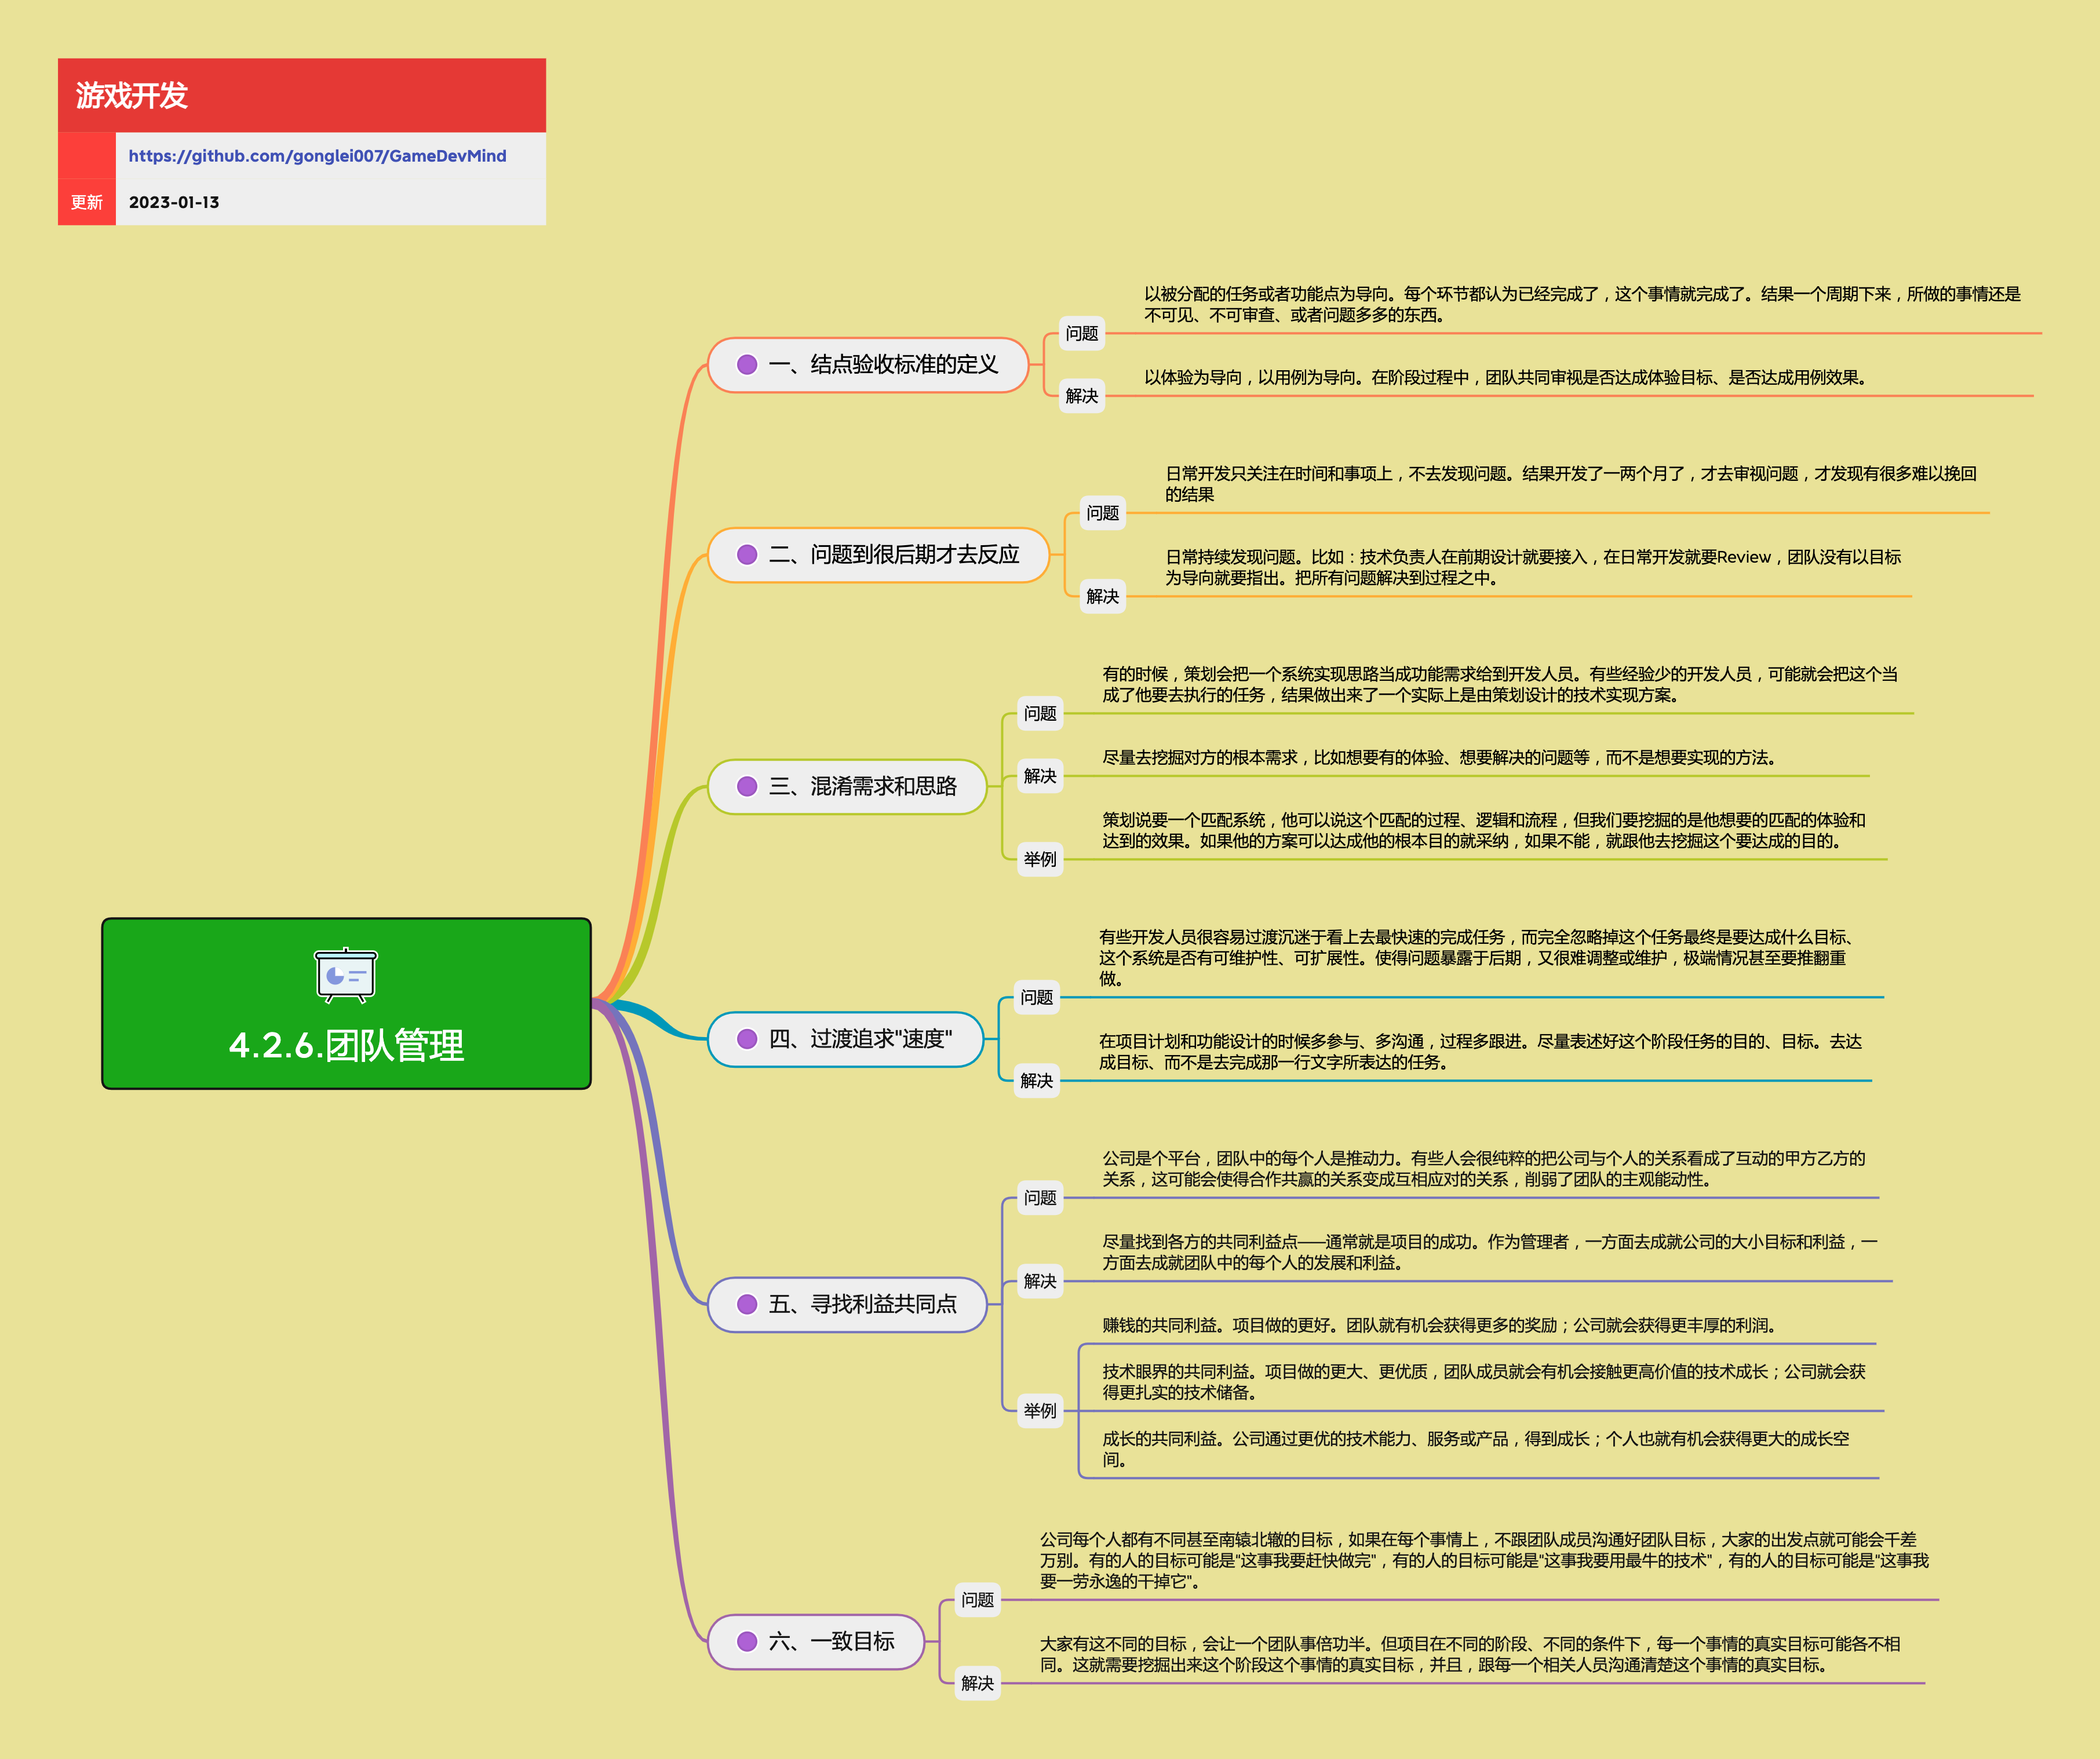 游戏开发
https://github.com/gonglei007/GameDevMind
更新 2023-01-13
4.2.6.团队管理
一、结点验收标准的定义
问题
以被分配的任务或者功能点为导向。每个环节都认为已经完成了，这个事情就完成了。结果一个周期下来，所做的事情还是
不可见、不可审查、或者问题多多的东西。
解决
以体验为导向，以用例为导向。在阶段过程中，团队共同审视是否达成体验目标、是否达成用例效果。
二、问题到很后期才去反应
问题
日常开发只关注在时间和事项上，不去发现问题。结果开发了一两个月了，才去审视问题，才发现有很多难以挽回
的结果
解决
日常持续发现问题。比如：技术负责人在前期设计就要接入，在日常开发就要Review，团队没有以目标
为导向就要指出。把所有问题解决到过程之中。
三、混淆需求和思路
问题
有的时候，策划会把一个系统实现思路当成功能需求给到开发人员。有些经验少的开发人员，可能就会把这个当
成了他要去执行的任务，结果做出来了一个实际上是由策划设计的技术实现方案。
解决
尽量去挖掘对方的根本需求，比如想要有的体验、想要解决的问题等，而不是想要实现的方法。
举例
策划说要一个匹配系统，他可以说这个匹配的过程、逻辑和流程，但我们要挖掘的是他想要的匹配的体验和
达到的效果。如果他的方案可以达成他的根本目的就采纳，如果不能，就跟他去挖掘这个要达成的目的。
四、过渡追求"速度"
问题
有些开发人员很容易过渡沉迷于看上去最快速的完成任务，而完全忽略掉这个任务最终是要达成什么目标、
这个系统是否有可维护性、可扩展性。使得问题暴露于后期，又很难调整或维护，极端情况甚至要推翻重
做。
解决
在项目计划和功能设计的时候多参与、多沟通，过程多跟进。尽量表述好这个阶段任务的目的、目标。去达
成目标、而不是去完成那一行文字所表达的任务。
五、寻找利益共同点
问题
公司是个平台，团队中的每个人是推动力。有些人会很纯粹的把公司与个人的关系看成了互动的甲方乙方的
关系，这可能会使得合作共赢的关系变成互相应对的关系，削弱了团队的主观能动性。
解决
尽量找到各方的共同利益点——通常就是项目的成功。作为管理者，一方面去成就公司的大小目标和利益，一
方面去成就团队中的每个人的发展和利益。
举例
赚钱的共同利益。项目做的更好。团队就有机会获得更多的奖励；公司就会获得更丰厚的利润。
技术眼界的共同利益。项目做的更大、更优质，团队成员就会有机会接触更高价值的技术成长；公司就会获
得更扎实的技术储备。
成长的共同利益。公司通过更优的技术能力、服务或产品，得到成长；个人也就有机会获得更大的成长空
间。
六、一致目标
问题
公司每个人都有不同甚至南辕北辙的目标，如果在每个事情上，不跟团队成员沟通好团队目标，大家的出发点就可能会千差
万别。有的人的目标可能是"这事我要赶快做完"，有的人的目标可能是"这事我要用最牛的技术"，有的人的目标可能是"这事我
要一劳永逸的干掉它"。
解决
大家有这不同的目标，会让一个团队事倍功半。但项目在不同的阶段、不同的条件下，每一个事情的真实目标可能各不相
同。这就需要挖掘出来这个阶段这个事情的真实目标，并且，跟每一个相关人员沟通清楚这个事情的真实目标。